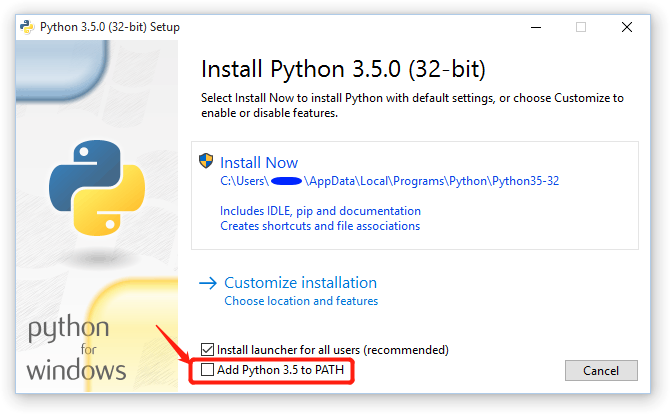 Python 3.5.0 (32-bit) Setup
Install Python 3.5.0 (32-bit)
Select Install Now to install Python with default settings, or choose Customize to
enable or disable features.
Install Now
C:\Users\ \AppData\Local\Programs\Python\Python35-32
Includes IDLE, pip and documentation
Creates shortcuts and file associations
Customize installation
Choose location and features
python
for
windows
Install launcher for all users (recommended)
Add Python 3.5 to PATH
Cancel